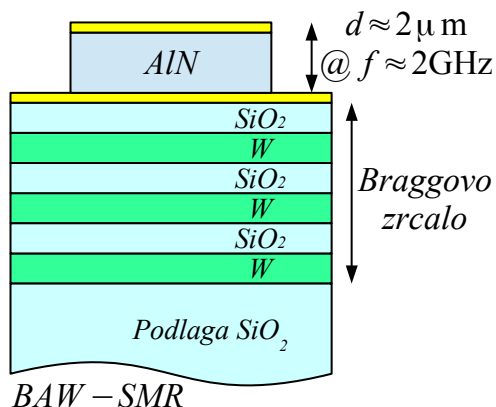 d≈2μm
@ f≈2GHz
AlN
SiO₂
W
SiO₂
W
SiO₂
W
Braggovo
zrcalo
Podlaga SiO₂
BAW−SMR